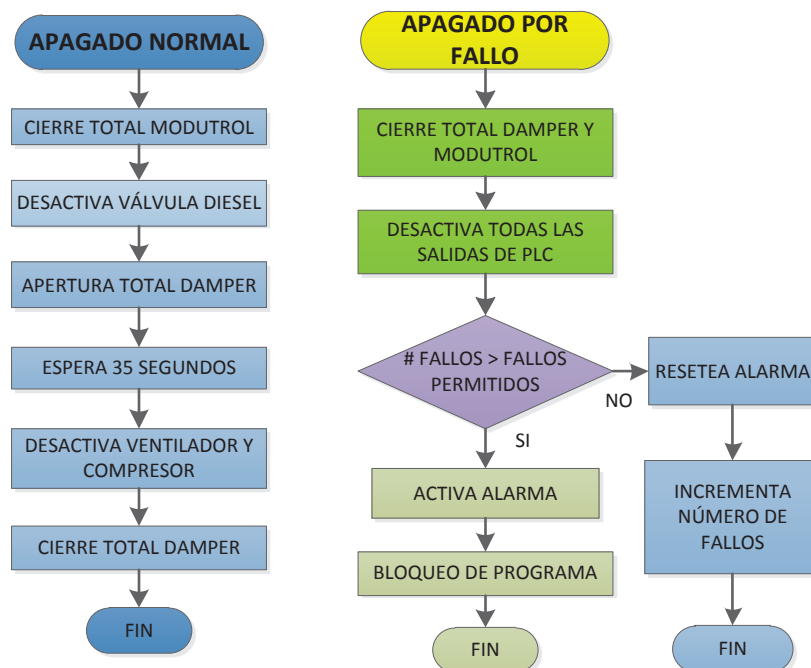 APAGADO NORMAL
CIERRE TOTAL MODUTROL
DESACTIVA VÁLVULA DIESEL
APERTURA TOTAL DAMPER
ESPERA 35 SEGUNDOS
DESACTIVA VENTILADOR Y
COMPRESOR
CIERRE TOTAL DAMPER
FIN
APAGADO POR
FALLO
CIERRE TOTAL DAMPER Y
MODUTROL
DESACTIVA TODAS LAS
SALIDAS DE PLC
# FALLOS > FALLOS
PERMITIDOS
NO
SI
ACTIVA ALARMA
BLOQUEO DE PROGRAMA
FIN
RESETEA ALARMA
INCREMENTA
NÚMERO DE
FALLOS
FIN